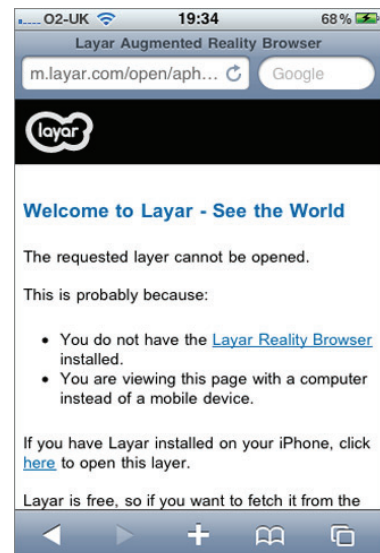 O2-UK 19:34 68%
Layar Augmented Reality Browser
m.layar.com/open/aph... Google
layar
Welcome to Layar - See the World
The requested layer cannot be opened.
This is probably because:
• You do not have the Layar Reality Browser
installed.
• You are viewing this page with a computer
instead of a mobile device.
If you have Layar installed on your iPhone, click
here to open this layer.
Layar is free, so if you want to fetch it from the